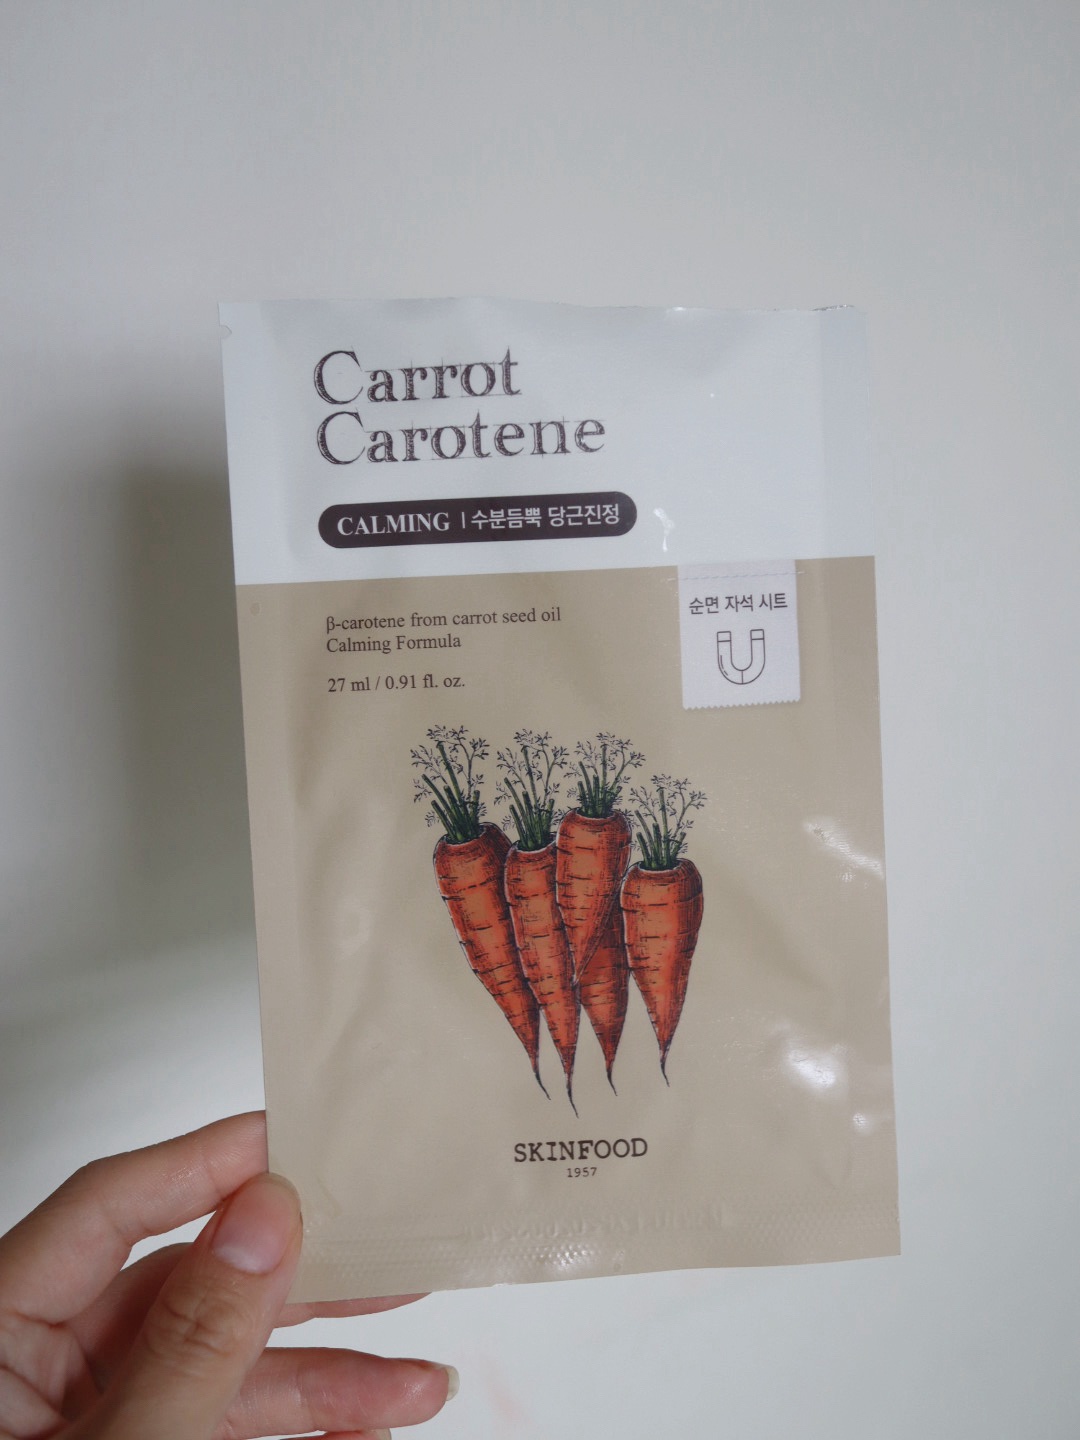 Carrot
Carotene
CALMING | 수분듬뿍 당근진정
순면 자석 시트
β-carotene from carrot seed oil
Calming Formula
27 ml / 0.91 fl. oz.
SKINFOOD
1957